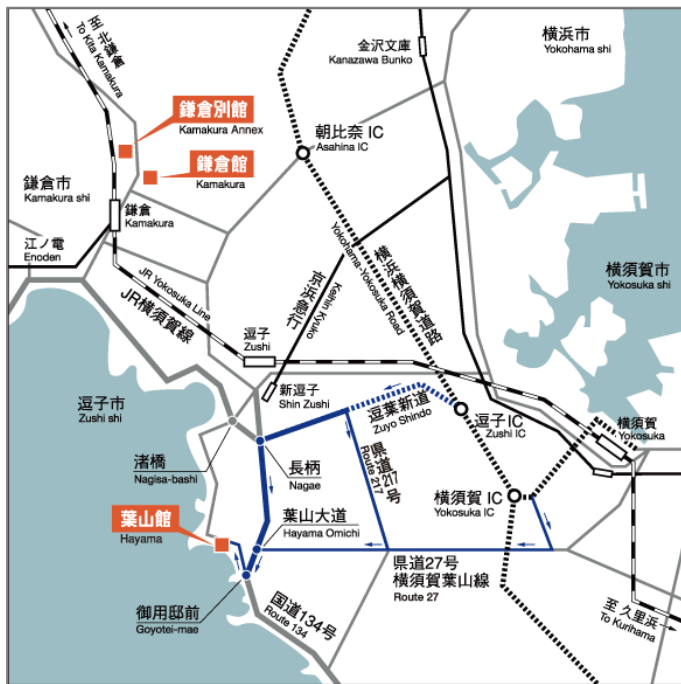 至 北鎌倉
To Kita Kamakura
鎌倉別館
Kamakura Annex
鎌倉館
Kamakura
鎌倉市
Kamakura shi
鎌倉
Kamakura
江ノ電
Enoden
金沢文庫
Kanazawa Bunko
横浜市
Yokohama shi
朝比奈 IC
Asahina IC
横浜横須賀道路
Yokohama-Yokosuka Road
京浜急行
Keihin Kyuko
横須賀市
Yokosuka shi
JR Yokosuka Line
JR横須賀線
逗子
Zushi
新逗子
Shin Zushi
逗子市
Zushi shi
渚橋
Nagisa-bashi
逗葉新道
Zuyo Shindo
逗子 IC
Zushi IC
横須賀
Yokosuka
長柄
Nagae
県道217号
Route 217
横須賀 IC
Yokosuka IC
葉山館
Hayama
葉山大道
Hayama Omichi
県道27号
横須賀葉山線
Route 27
御用邸前
Goyotei-mae
国道134号
Route 134
至 久里浜
To Kurihama